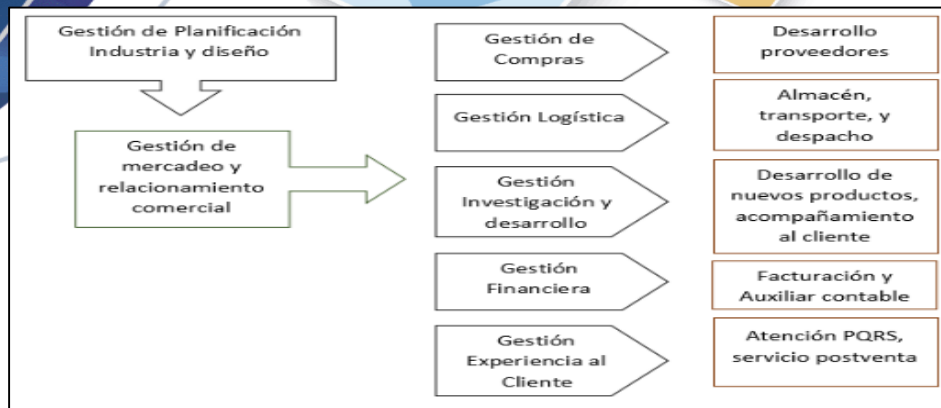 Gestión de Planificación
Industria y diseño
Gestión de
mercadeo y
relacionamiento
comercial
Gestión de
Compras
Desarrollo
proveedores
Gestión Logística
Almacén,
transporte, y
despacho
Gestión
Investigación y
desarrollo
Desarrollo de
nuevos productos,
acompañamiento
al cliente
Gestión
Financiera
Facturación y
Auxiliar contable
Gestión
Experiencia al
Cliente
Atención PQRS,
servicio postventa